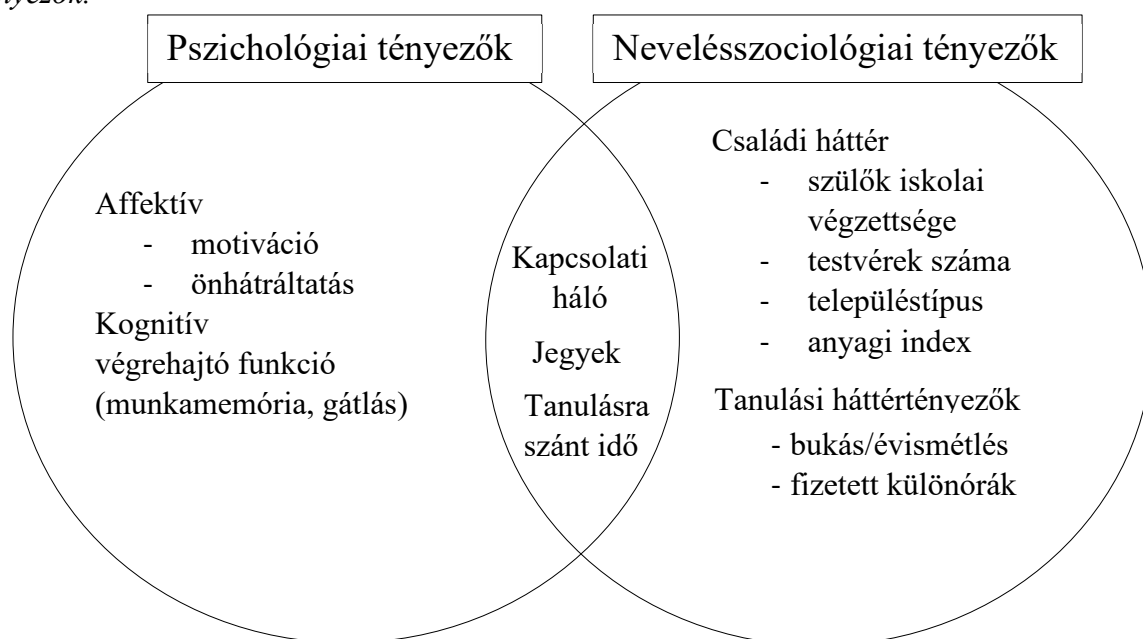 Pszichológiai tényezők
Nevelésszociológiai tényezők
Affektív
- motiváció
- önhátráltatás
Kognitív
végrehajtó funkció
(munkamemória, gátlás)
Kapcsolati
háló
Jegyek
Tanulásra
szánt idő
Családi háttér
- szülők iskolai
végzettsége
- testvérek száma
- településtípus
- anyagi index
Tanulási háttértényezők
- bukás/évismétlés
- fizetett különórák